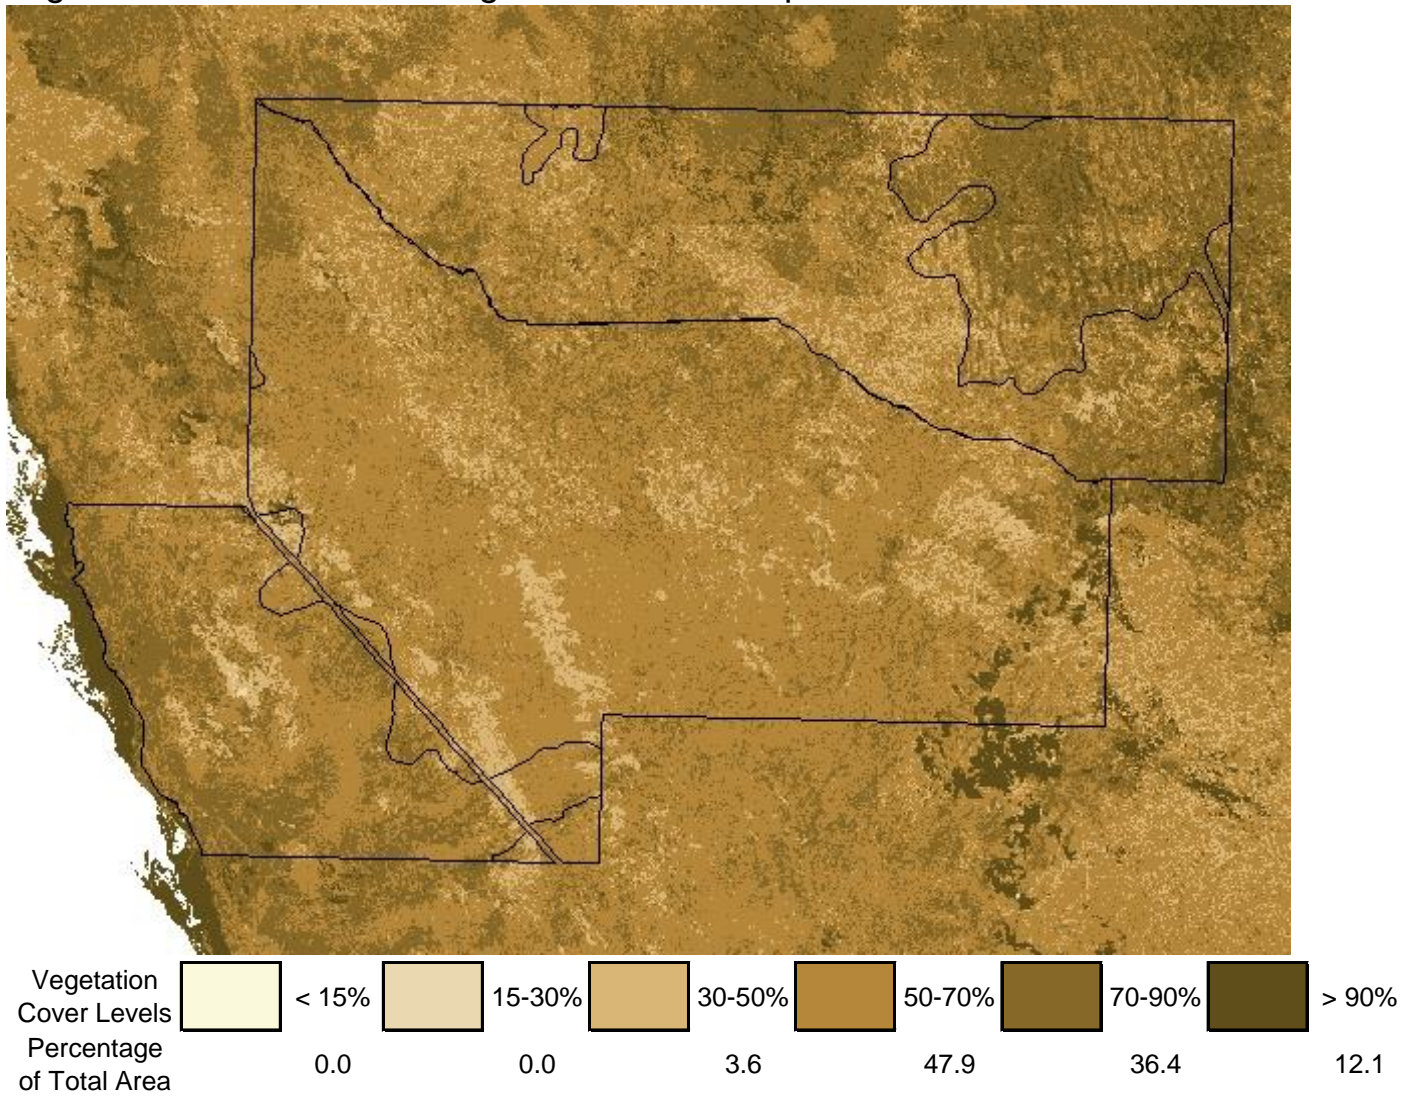 Vegetation
Cover Levels
< 15% 15-30% 30-50% 50-70% 70-90% > 90%
Percentage
of Total Area
0.0 0.0 3.6 47.9 36.4 12.1